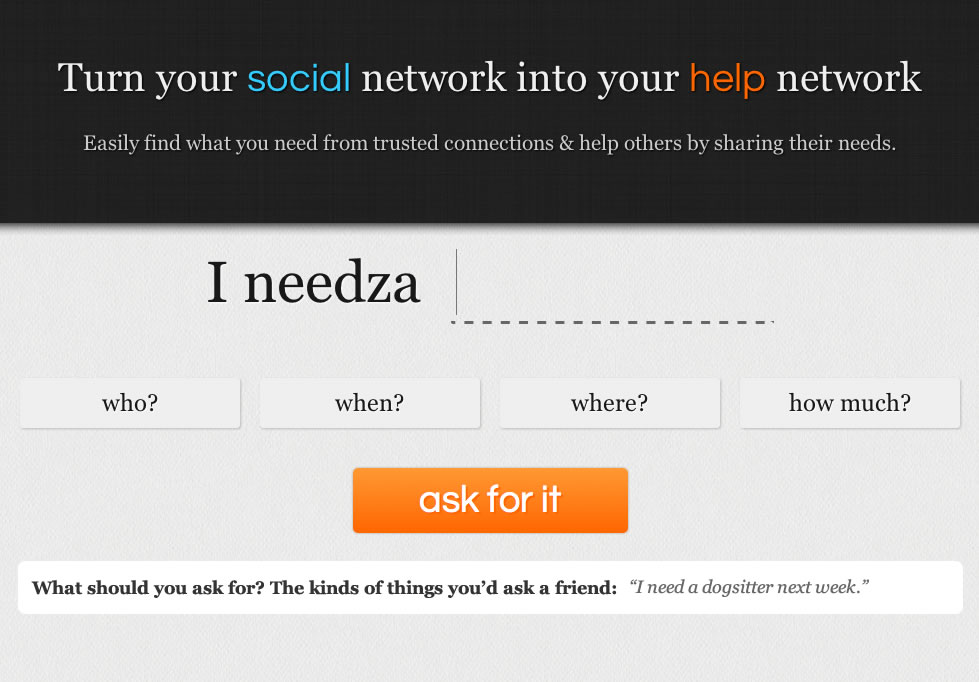 Turn your social network into your help network
Easily find what you need from trusted connections & help others by sharing their needs.
I needza
who?
when?
where?
how much?
ask for it
What should you ask for? The kinds of things you’d ask a friend: “I need a dogsitter next week.”